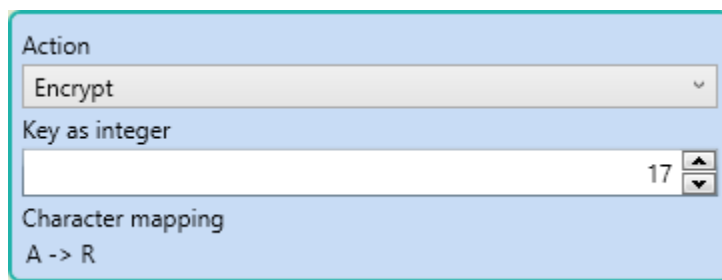 Action
Encrypt
Key as integer
17
Character mapping
A -> R